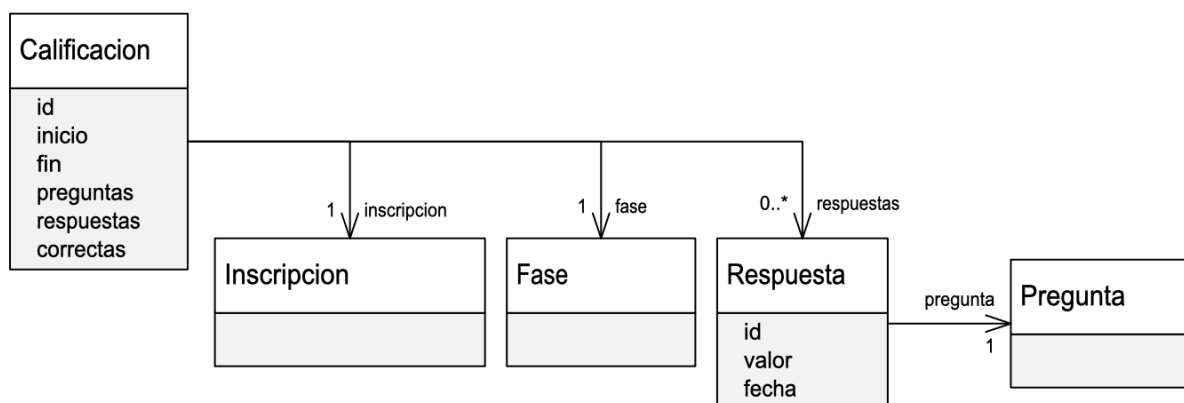 Calificacion
id
inicio
fin
preguntas
respuestas
correctas
1 inscripcion
1 fase
0..* respuestas
Inscripcion
Fase
Respuesta
id
valor
fecha
pregunta
1
Pregunta